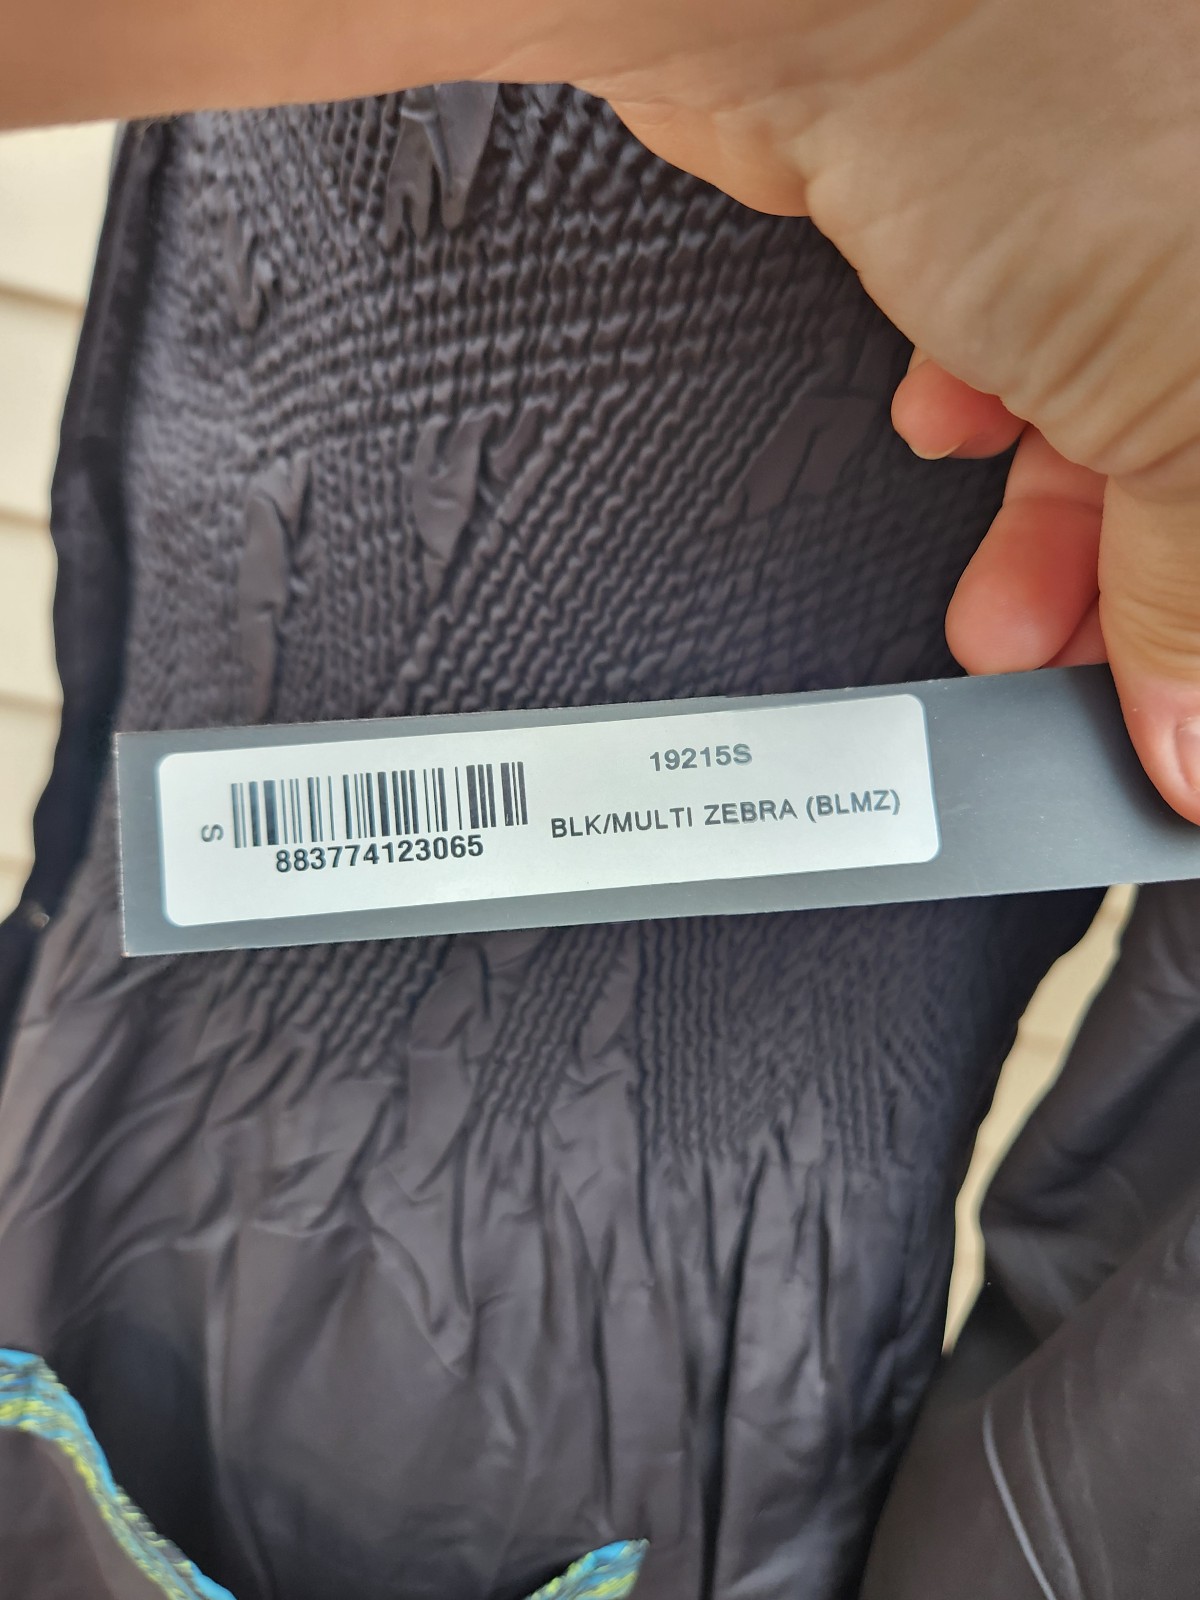 19215S
BLK/MULTI ZEBRA (BLMZ)
S
883774123065